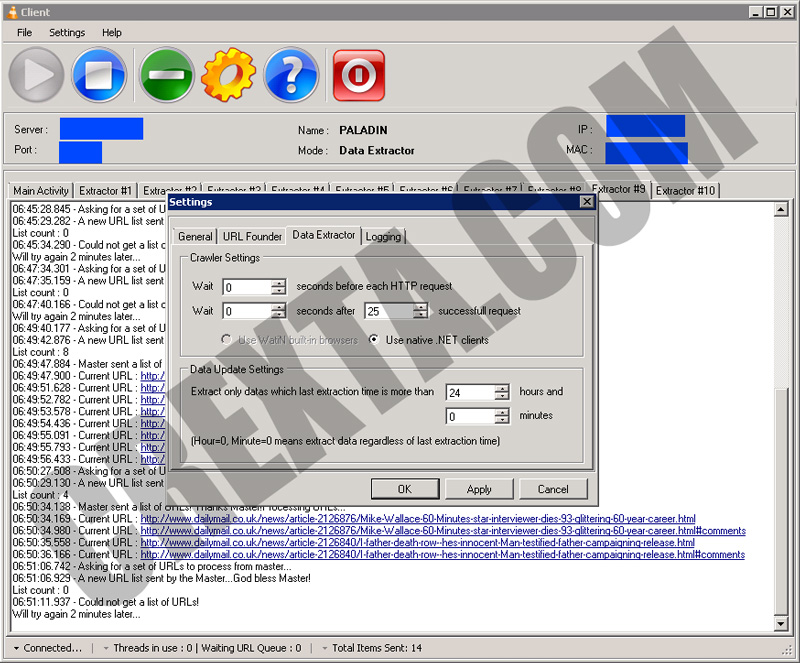 Client
File Settings Help
Server : Name : PALADIN IP :
Port : Mode : Data Extractor MAC :
Main Activity Extractor #1 Extractor #2 Extractor #3 Extractor #4 Extractor #5 Extractor #6 Extractor #7 Extractor #8 Extractor #9 Extractor #10
06:45:28.845 - Asking for a set of U
06:45:29.282 - A new URL list sent
List count : 0
06:45:34.290 - Could not get a list o
Will try again 2 minutes later...
06:47:34.301 - Asking for a set of U
06:47:35.159 - A new URL list sent
List count : 0
06:47:40.166 - Could not get a list o
Will try again 2 minutes later...
06:49:40.177 - Asking for a set of U
06:49:42.876 - A new URL list sent
List count : 8
06:49:47.884 - Master sent a list of
06:49:47.900 - Current URL : http:/
06:49:51.628 - Current URL : http:/
06:49:52.782 - Current URL : http:/
06:49:53.578 - Current URL : http:/
06:49:54.436 - Current URL : http:/
06:49:55.091 - Current URL : http:/
06:49:55.793 - Current URL : http:/
06:49:56.433 - Current URL : http:/
06:50:27.508 - Asking for a set of U
06:50:29.130 - A new URL list sent
List count : 4
06:50:34.138 - Master sent a list of URLs! Thanks Master! Processing URLs...
06:50:34.169 - Current URL : http://www.dailymail.co.uk/news/article-2126876/Mike-Wallace-60-Minutes-star-interviewer-dies-93-glittering-60-year-career.html
06:50:34.980 - Current URL : http://www.dailymail.co.uk/news/article-2126876/Mike-Wallace-60-Minutes-star-interviewer-dies-93-glittering-60-year-career.html#comments
06:50:35.558 - Current URL : http://www.dailymail.co.uk/news/article-2126840/I-father-death-row--hes-innocent-Man-testified-father-campaigning-release.html
06:50:36.166 - Current URL : http://www.dailymail.co.uk/news/article-2126840/I-father-death-row--hes-innocent-Man-testified-father-campaigning-release.html#comments
06:51:06.742 - Asking for a set of URLs to process from master...
06:51:06.929 - A new URL list sent by the Master...God bless Master!
List count : 0
06:51:11.937 - Could not get a list of URLs!
Will try again 2 minutes later...
Settings
General URL Founder Data Extractor Logging
Crawler Settings
Wait 0 seconds before each HTTP request
Wait 0 seconds after 25 successfull request
Use WatiN built-in browsers Use native .NET clients
Data Update Settings
Extract only datas which last extraction time is more than 24 hours and
0 minutes
(Hour=0, Minute=0 means extract data regardless of last extraction time)
OK Apply Cancel
Connected... Threads in use : 0 | Waiting URL Queue : 0 | Total Items Sent: 14
OBEXTA.COM